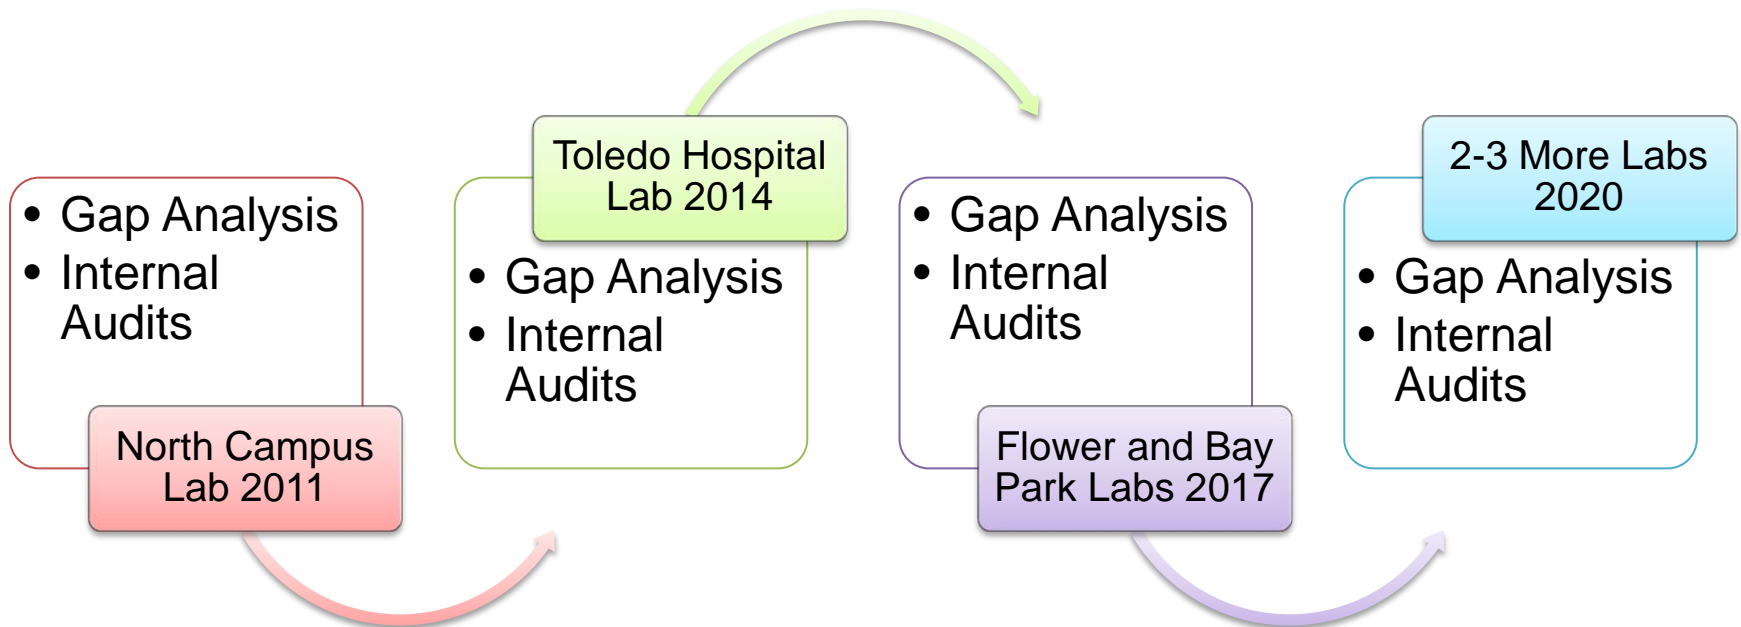 • Gap Analysis
• Internal
Audits
North Campus
Lab 2011
Toledo Hospital
Lab 2014
• Gap Analysis
• Internal
Audits
• Gap Analysis
• Internal
Audits
Flower and Bay
Park Labs 2017
2-3 More Labs
2020
• Gap Analysis
• Internal
Audits